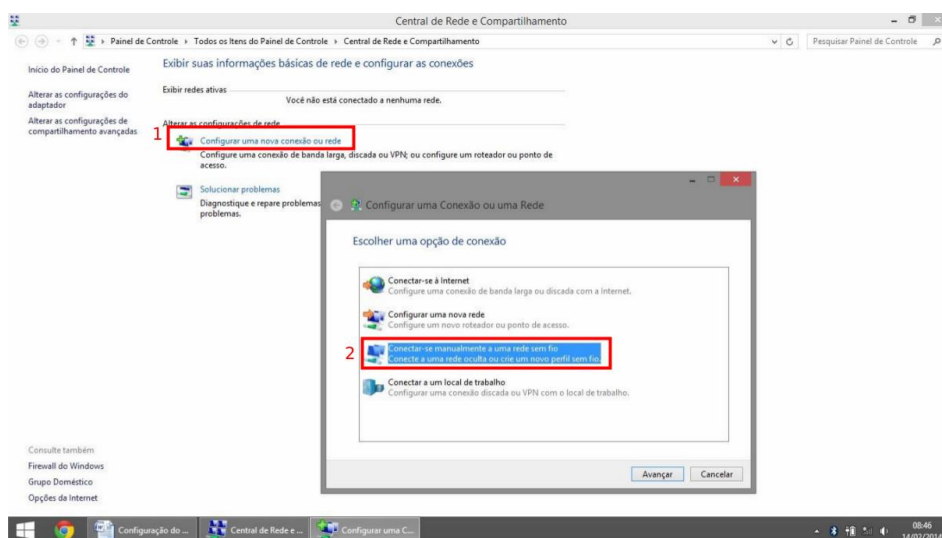 Central de Rede e Compartilhamento
Painel de Controle
Todos os Itens do Painel de Controle
Central de Rede e Compartilhamento
Pesquisar Painel de Controle
Início do Painel de Controle
Alterar as configurações do
adaptador
Alterar as configurações de
compartilhamento avançadas
Exibir suas informações básicas de rede e configurar as conexões
Exibir redes ativas
Você não está conectado a nenhuma rede.
Alterar as configurações de rede
1
Configurar uma nova conexão ou rede
Configure uma conexão de banda larga, discada ou VPN; ou configure um roteador ou ponto de
acesso.
Solucionar problemas
Diagnostique e repare problemas
problemas.
Configurar uma Conexão ou uma Rede
Escolher uma opção de conexão
Conectar-se à Internet
Configure uma conexão de banda larga ou discada com a Internet.
Configurar uma nova rede
Configure um novo roteador ou ponto de acesso.
2
Conectar-se manualmente a uma rede sem fio
Conecte a uma rede oculta ou crie um novo perfil sem fio.
Conectar a um local de trabalho
Configurar uma conexão discada ou VPN com o local de trabalho.
Avançar
Cancelar
Consulte também
Firewall do Windows
Grupo Doméstico
Opções da Internet
Configuração do ...
Central de Rede e ...
Configurar uma C...
08:46
14/02/2014